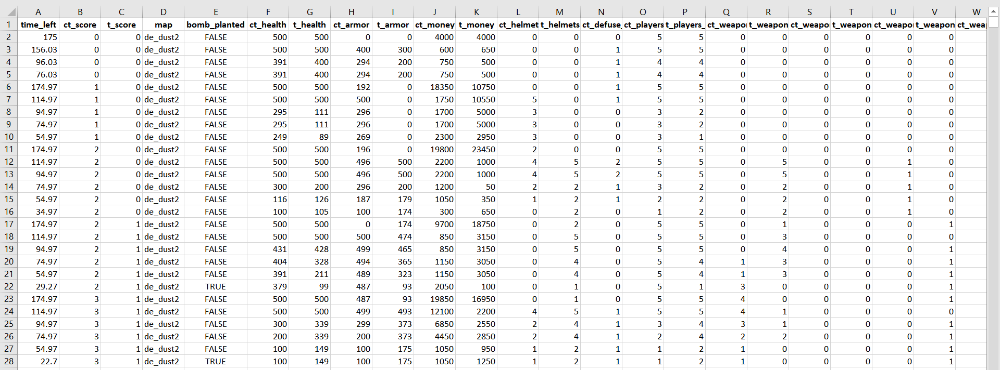 A B C D E F G H I J K L M N O P Q R S T U V W
1 time_left ct_score t_score map bomb_planted ct_health t_health ct_armor t_armor ct_money t_money ct_helmet t_helmets ct_defuse_ ct_players t_players_ ct_weapon t_weapon ct_weapon t_weapon ct_weapon t_weapon ct_weap
2 175 0 0 de_dust2 FALSE 500 500 0 0 4000 4000 0 0 0 5 5 0 0 0 0 0 0
3 156.03 0 0 de_dust2 FALSE 500 500 400 300 600 650 0 0 1 5 5 0 0 0 0 0 0
4 96.03 0 0 de_dust2 FALSE 391 400 294 200 750 500 0 0 1 4 4 0 0 0 0 0 0
5 76.03 0 0 de_dust2 FALSE 391 400 294 200 750 500 0 0 1 4 4 0 0 0 0 0 0
6 174.97 1 0 de_dust2 FALSE 500 500 192 0 18350 10750 0 0 1 5 5 0 0 0 0 0 0
7 114.97 1 0 de_dust2 FALSE 500 500 500 0 1750 10550 5 0 1 5 5 0 0 0 0 0 0
8 94.97 1 0 de_dust2 FALSE 295 111 296 0 1700 5000 3 0 0 3 2 0 0 0 0 0 0
9 74.97 1 0 de_dust2 FALSE 295 111 296 0 1700 5000 3 0 0 3 2 0 0 0 0 0 0
10 54.97 1 0 de_dust2 FALSE 249 89 269 0 2300 2950 3 0 0 3 1 0 0 0 0 0 0
11 174.97 2 0 de_dust2 FALSE 500 500 196 0 19800 23450 2 0 0 5 5 0 0 0 0 0 0
12 114.97 2 0 de_dust2 FALSE 500 500 496 500 2200 1000 4 5 2 5 5 0 5 0 0 1 0
13 94.97 2 0 de_dust2 FALSE 500 500 496 500 2200 1000 4 5 2 5 5 0 5 0 0 1 0
14 74.97 2 0 de_dust2 FALSE 300 200 296 200 1200 50 2 2 1 3 2 0 2 0 0 1 0
15 54.97 2 0 de_dust2 FALSE 116 126 187 179 1050 350 1 2 1 2 2 0 2 0 0 1 0
16 34.97 2 0 de_dust2 FALSE 100 105 100 174 300 650 0 2 0 1 2 0 2 0 0 1 0
17 174.97 2 1 de_dust2 FALSE 500 500 0 174 9700 18750 0 2 0 5 5 0 1 0 0 0 1
18 114.97 2 1 de_dust2 FALSE 500 500 500 474 850 3150 0 5 0 5 5 0 3 0 0 0 0
19 94.97 2 1 de_dust2 FALSE 431 428 499 465 850 3150 0 5 0 5 5 0 4 0 0 0 1
20 74.97 2 1 de_dust2 FALSE 404 328 494 365 1150 3050 0 4 0 5 4 1 3 0 0 0 1
21 54.97 2 1 de_dust2 FALSE 391 211 489 323 1150 3050 0 4 0 5 4 1 3 0 0 0 1
22 29.27 2 1 de_dust2 TRUE 379 99 487 93 2050 100 0 1 0 5 1 3 0 0 0 0 1
23 174.97 3 1 de_dust2 FALSE 500 500 487 93 19850 16950 0 1 0 5 5 4 0 0 0 0 1
24 114.97 3 1 de_dust2 FALSE 500 500 499 493 12100 2200 4 5 1 5 5 4 1 0 0 0 0
25 94.97 3 1 de_dust2 FALSE 300 339 299 373 6850 2550 2 4 1 3 4 3 1 0 0 0 1
26 74.97 3 1 de_dust2 FALSE 200 339 200 373 4450 2850 2 4 1 2 4 2 2 0 0 0 1
27 54.97 3 1 de_dust2 FALSE 100 149 100 175 1050 950 1 2 1 1 2 1 0 0 0 0 1
28 22.7 3 1 de_dust2 TRUE 100 149 100 175 1050 1250 1 2 1 1 2 1 0 0 0 0 1